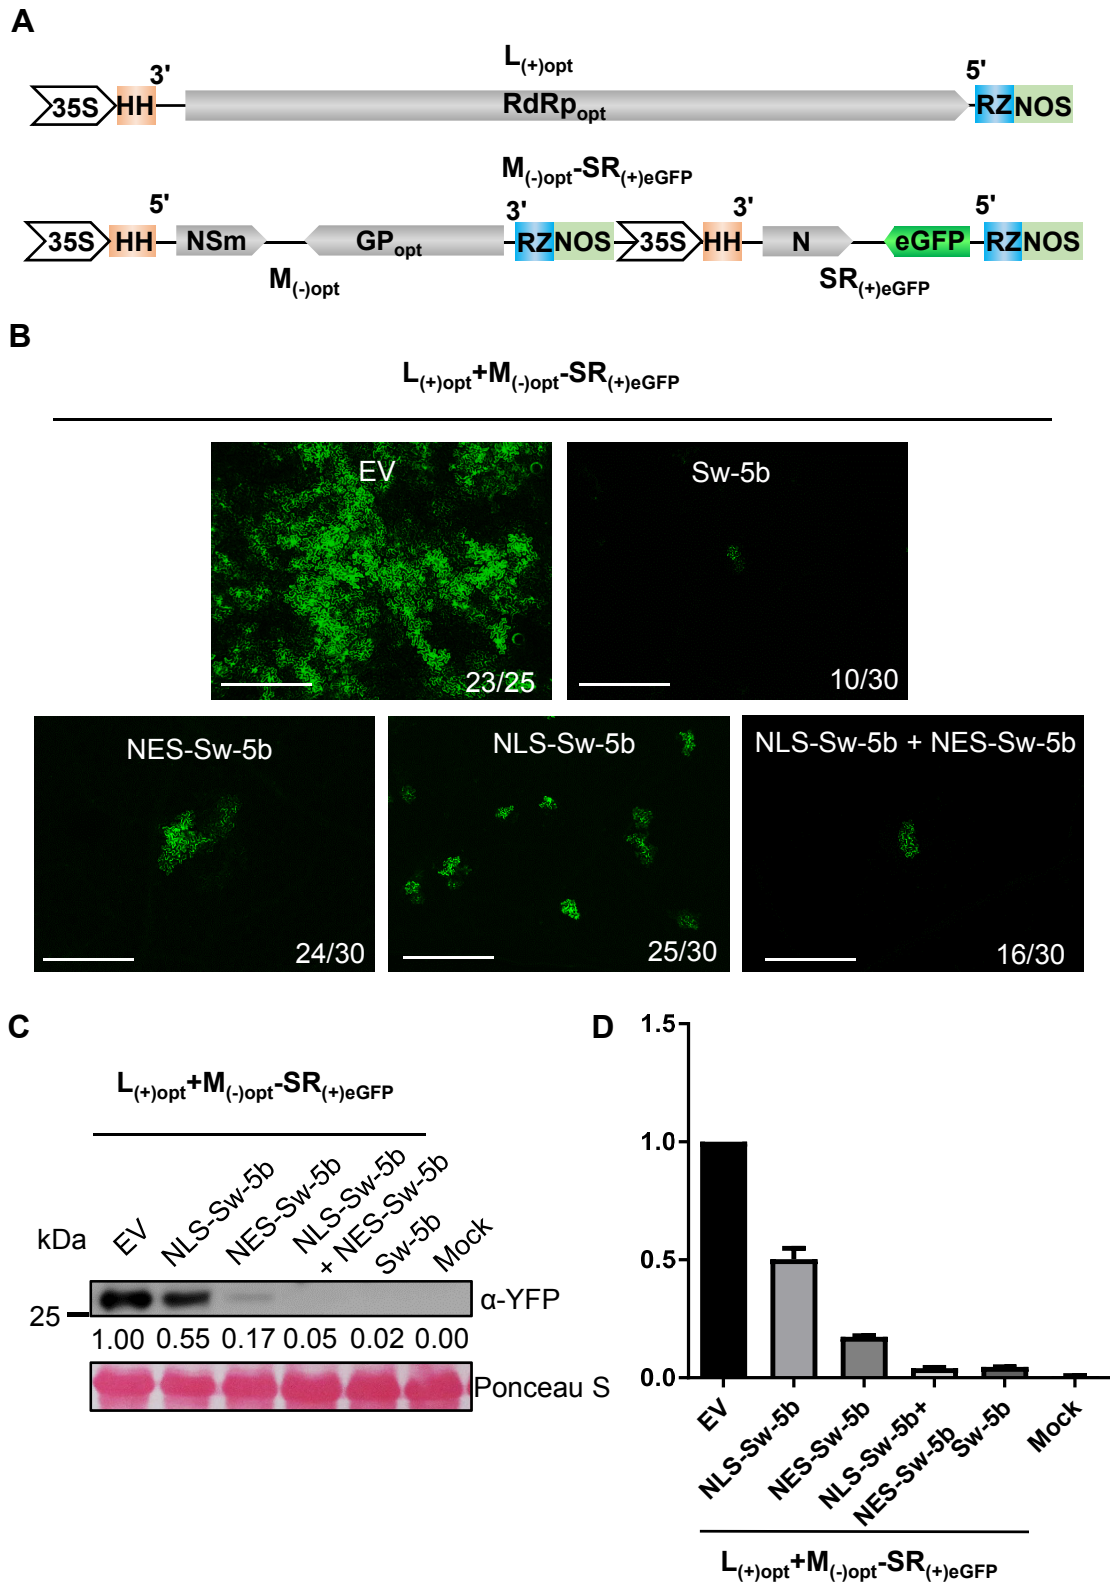 A
L(+)opt
3'
5'
35S HH RdRpopt RZ NOS
M(-)opt-SR(+)eGFP
5'
3'
3'
5'
35S HH NSm GPopt RZ NOS 35S HH N eGFP RZ NOS
M(-)opt
SR(+)eGFP
B
L(+)opt+M(-)opt-SR(+)eGFP
EV
23/25
Sw-5b
10/30
NES-Sw-5b
24/30
NLS-Sw-5b
25/30
NLS-Sw-5b + NES-Sw-5b
16/30
C
L(+)opt+M(-)opt-SR(+)eGFP
kDa
EV
NLS-Sw-5b
NES-Sw-5b
NLS-Sw-5b
+ NES-Sw-5b
Sw-5b
Mock
25
α-YFP
1.00 0.55 0.17 0.05 0.02 0.00
Ponceau S
D
1.5
1.0
0.5
0.0
EV
NLS-Sw-5b
NES-Sw-5b
NLS-Sw-5b+
NES-Sw-5b
Sw-5b
Mock
L(+)opt+M(-)opt-SR(+)eGFP